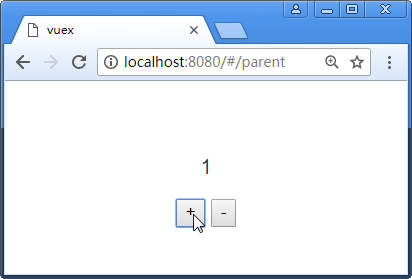 vuex
localhost:8080/#/parent
1
+ -